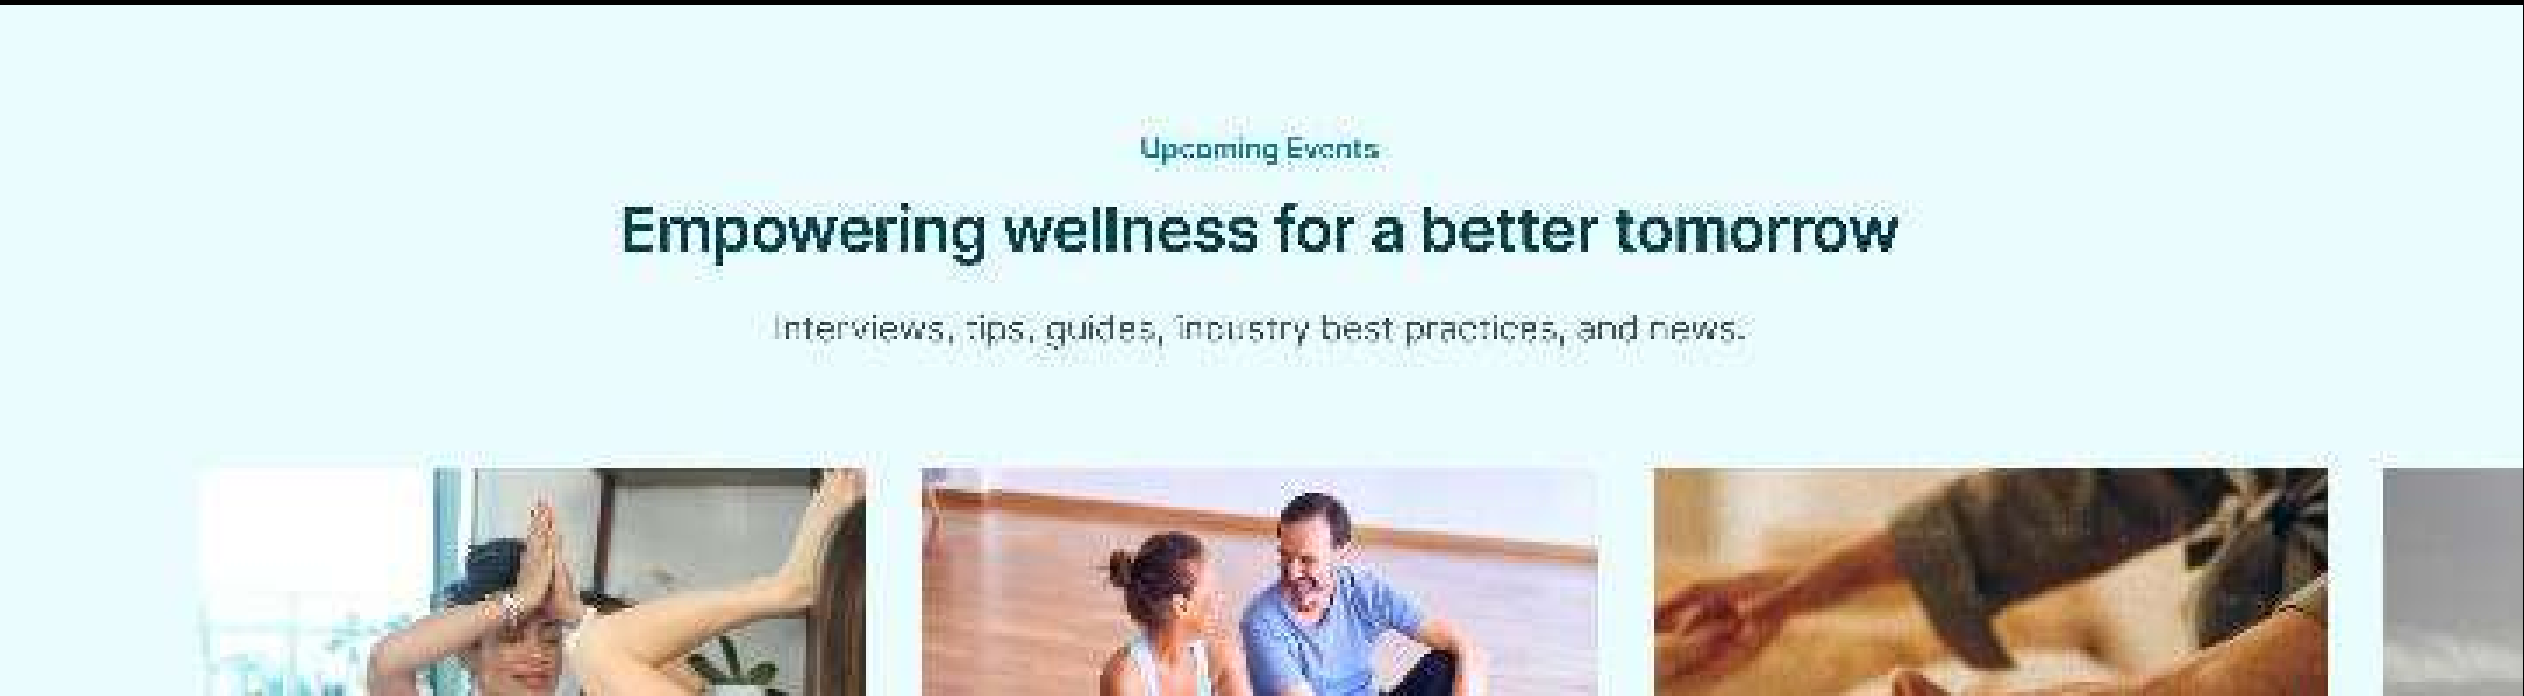 Upcoming Events
Empowering wellness for a better tomorrow
Interviews, tips, guides, industry best practices, and news.